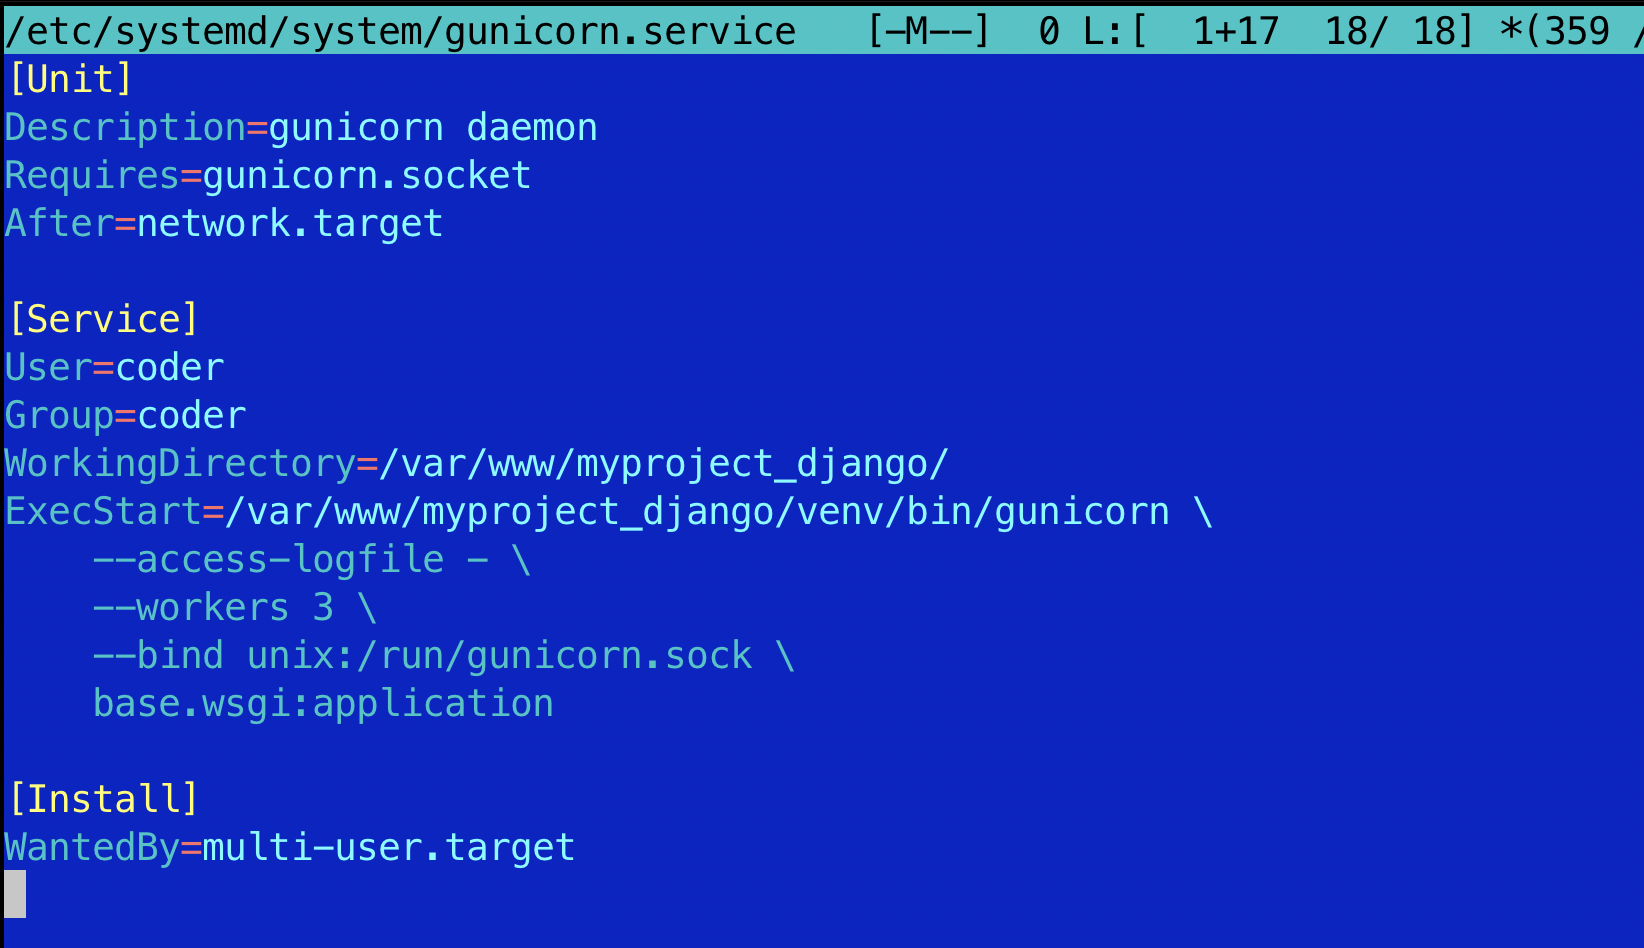 /etc/systemd/system/gunicorn.service   [-M--]  0 L:[  1+17  18/ 18] *(359 /
[Unit]
Description=gunicorn daemon
Requires=gunicorn.socket
After=network.target

[Service]
User=coder
Group=coder
WorkingDirectory=/var/www/myproject_django/
ExecStart=/var/www/myproject_django/venv/bin/gunicorn \
    --access-logfile - \
    --workers 3 \
    --bind unix:/run/gunicorn.sock \
    base.wsgi:application

[Install]
WantedBy=multi-user.target